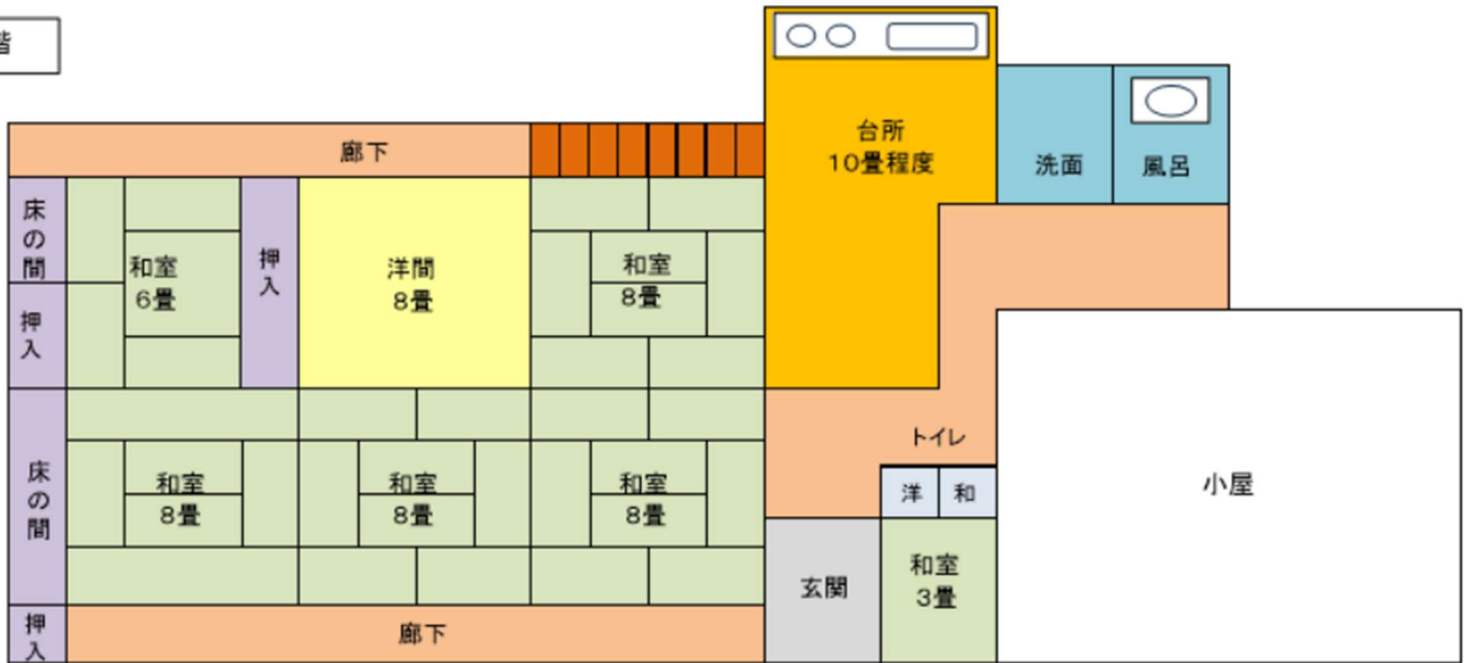 階
台所
10畳程度
洗面
風呂
廊下
床の間
押入
和室
6畳
押入
洋間
8畳
和室
8畳
トイレ
洋
和
小屋
床の間
和室
8畳
和室
8畳
和室
8畳
玄関
和室
3畳
押入
廊下